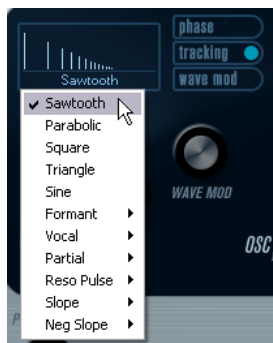 phase
tracking
wave mod
Sawtooth
Sawtooth
Parabolic
Square
Triangle
Sine
Formant
Vocal
Partial
Reso Pulse
Slope
Neg Slope
WAVE MOD
OSC
P